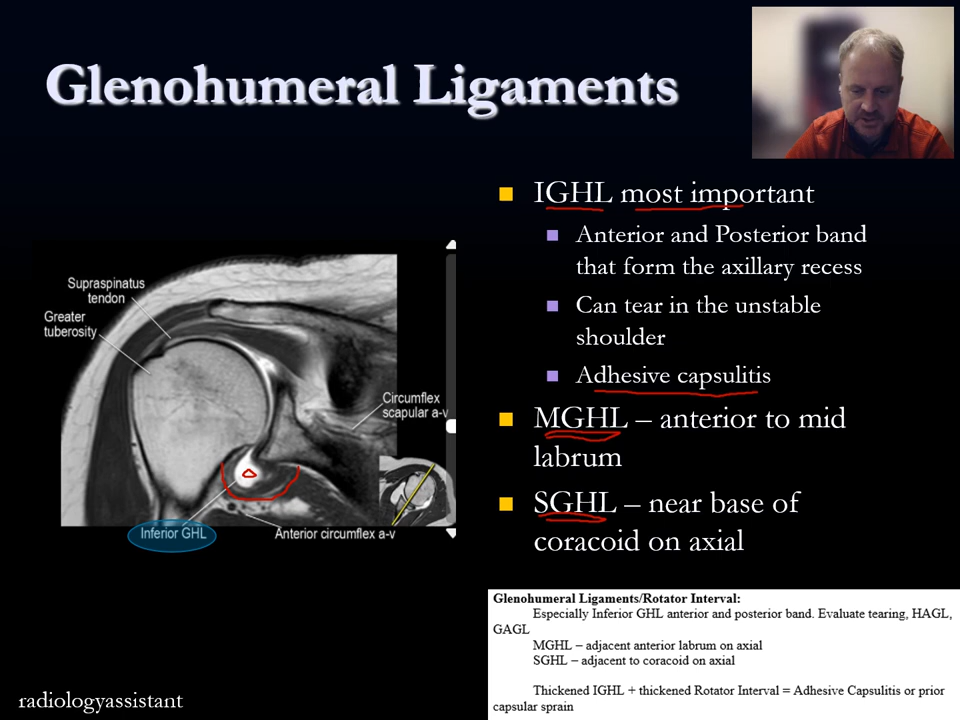 Glenohumeral Ligaments
IGHL most important
Anterior and Posterior band
that form the axillary recess
Can tear in the unstable
shoulder
Adhesive capsulitis
MGHL – anterior to mid
labrum
SGHL – near base of
coracoid on axial
Supraspinatus
tendon
Greater
tuberosity
Circumflex
scapular a-v
Inferior GHL
Anterior circumflex a-v
Glenohumeral Ligaments/Rotator Interval:
Especially Inferior GHL anterior and posterior band. Evaluate tearing, HAGL,
GAGL
MGHL – adjacent anterior labrum on axial
SGHL – adjacent to coracoid on axial
Thickened IGHL + thickened Rotator Interval = Adhesive Capsulitis or prior
capsular sprain
radiologyassistant